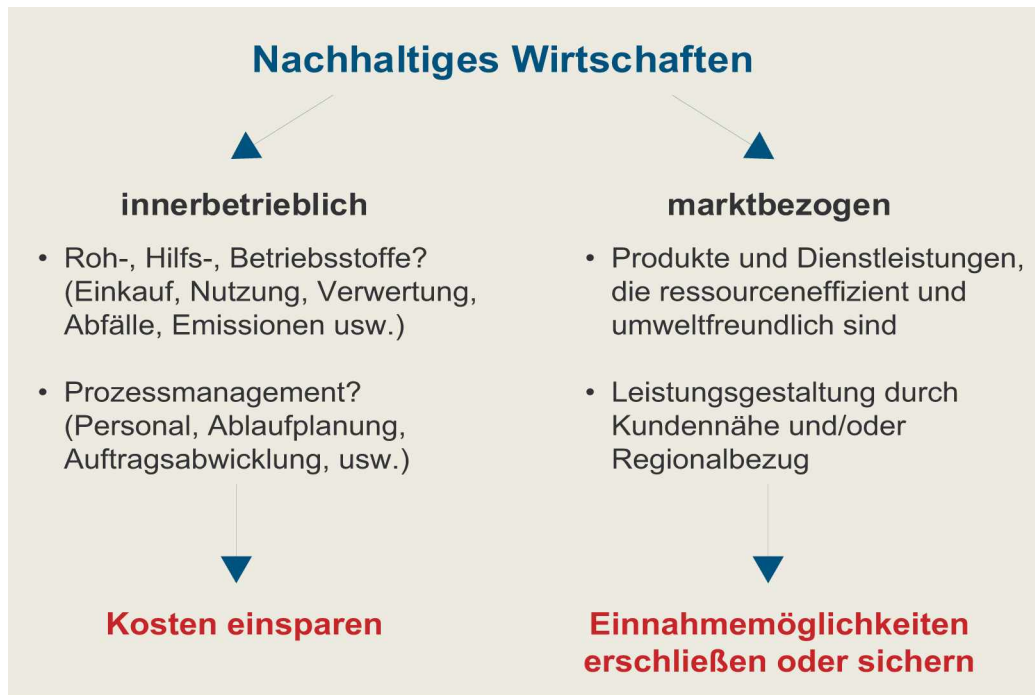 Nachhaltiges Wirtschaften
innerbetrieblich
• Roh-, Hilfs-, Betriebsstoffe?
(Einkauf, Nutzung, Verwertung,
Abfälle, Emissionen usw.)
• Prozessmanagement?
(Personal, Ablaufplanung,
Auftragsabwicklung, usw.)
Kosten einsparen
marktbezogen
• Produkte und Dienstleistungen,
die ressourceneffizient und
umweltfreundlich sind
• Leistungsgestaltung durch
Kundennähe und/oder
Regionalbezug
Einnahmemöglichkeiten
erschließen oder sichern